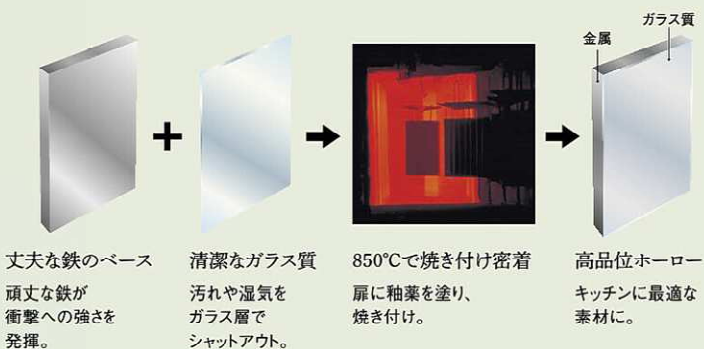 金属
ガラス質
丈夫な鉄のベース
頑丈な鉄が
衝撃への強さを
発揮。
清潔なガラス質
汚れや湿気を
ガラス層で
シャットアウト。
850℃で焼き付け密着
扉に釉薬を塗り、
焼き付け。
高品位ホーロー
キッチンに最適な
素材に。